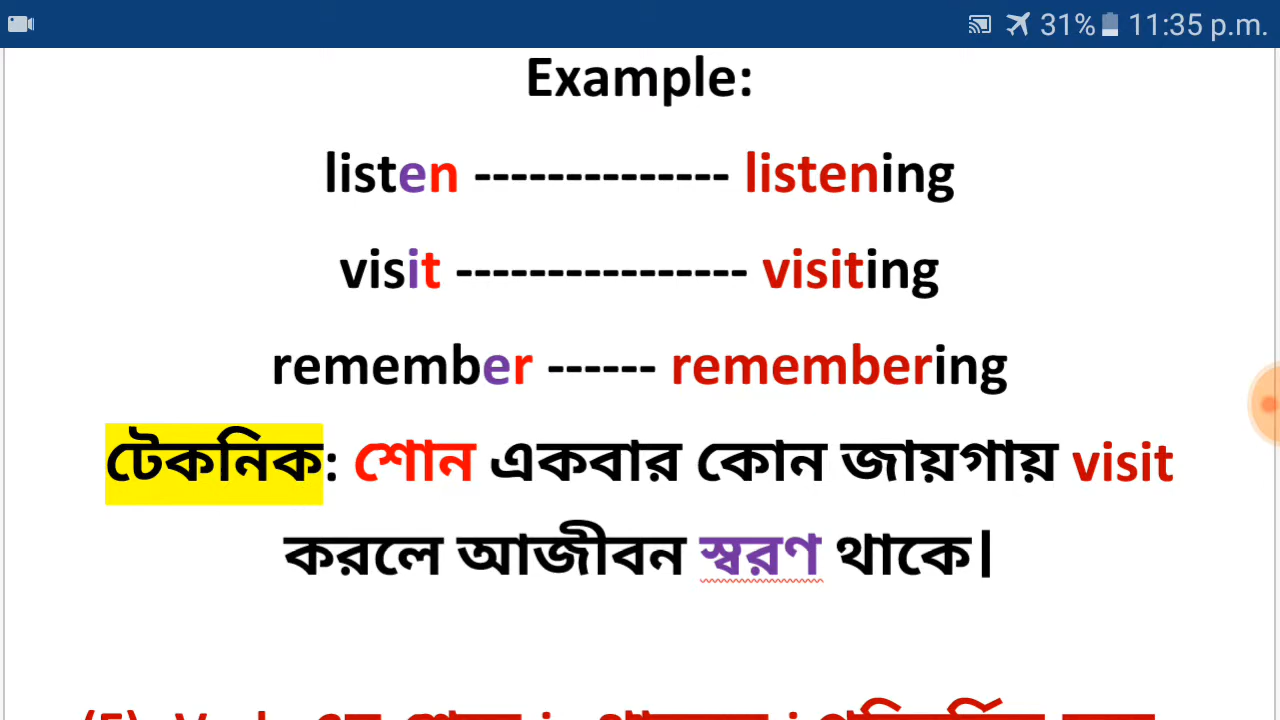 31% 11:35 p.m.
Example:
listen -------------- listening
visit ---------------- visiting
remember ------ remembering
টেকনিক: শোন একবার কোন জায়গায় visit
করলে আজীবন স্বরণ থাকে।